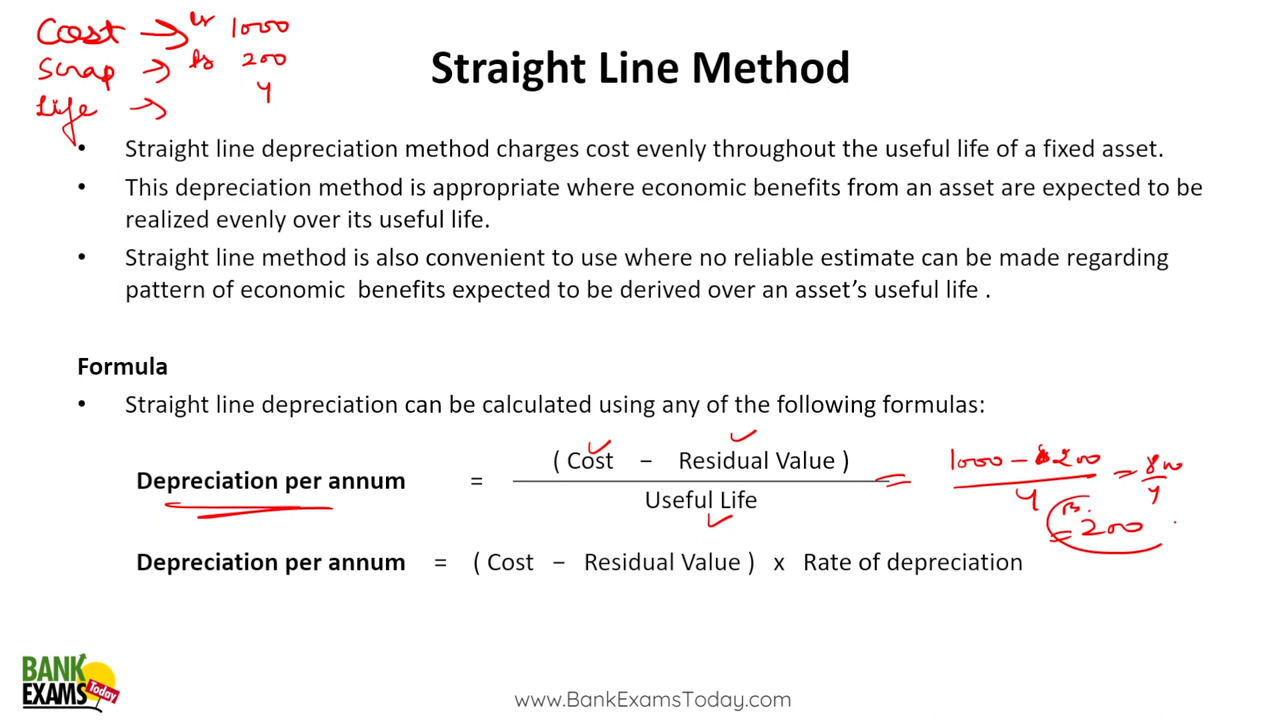 Cost → Rs 1000
Scrap → Rs 200
Life → 4
Straight Line Method
• Straight line depreciation method charges cost evenly throughout the useful life of a fixed asset.
• This depreciation method is appropriate where economic benefits from an asset are expected to be
realized evenly over its useful life.
• Straight line method is also convenient to use where no reliable estimate can be made regarding
pattern of economic benefits expected to be derived over an asset's useful life .
Formula
• Straight line depreciation can be calculated using any of the following formulas:
( Cost − Residual Value ) = 1000 − 200 = 800
Depreciation per annum =
Useful Life 4 4
= Rs. 200
Depreciation per annum = ( Cost − Residual Value ) x Rate of depreciation
BANK
EXAMS Today
www.BankExamsToday.com